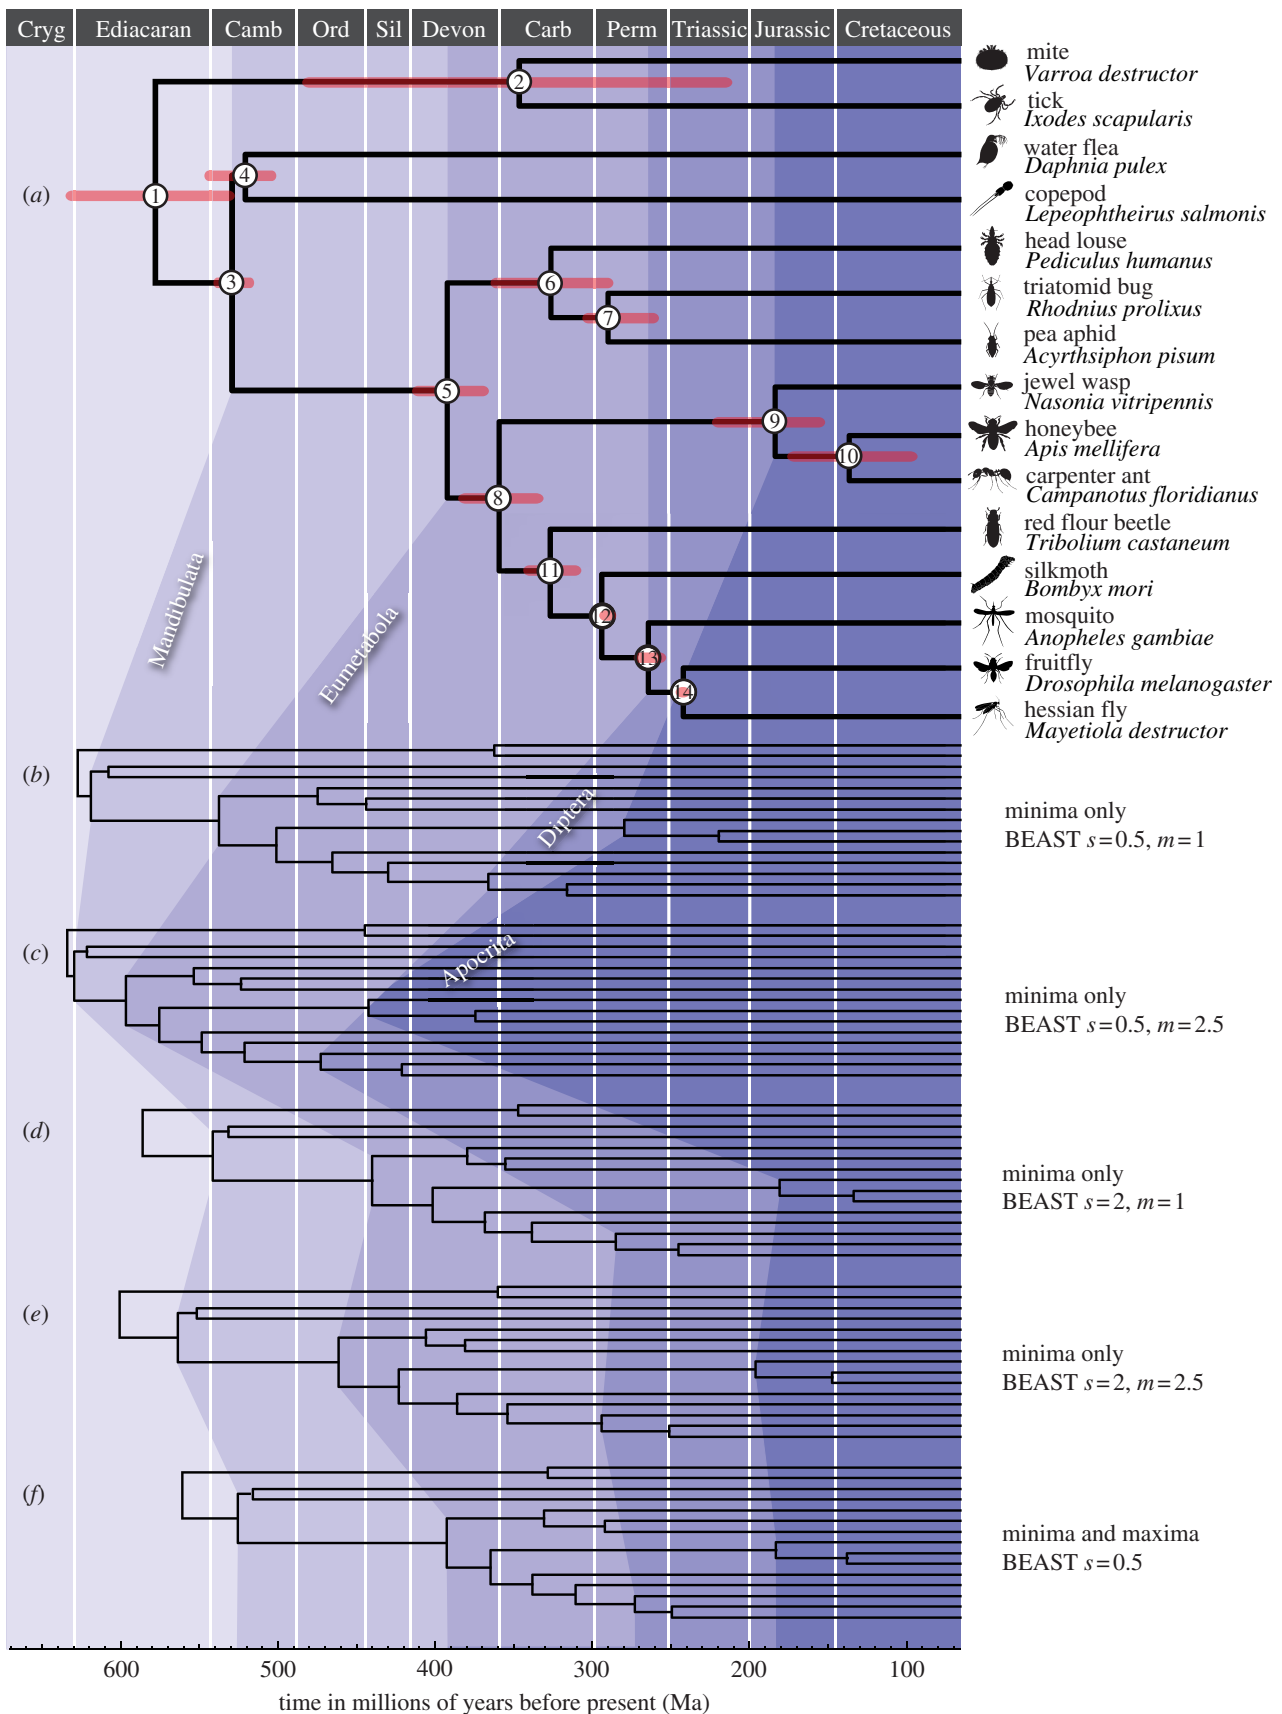 Cryg Ediacaran Camb Ord Sil Devon Carb Perm Triassic Jurassic Cretaceous
mite
Varroa destructor
tick
Ixodes scapularis
water flea
Daphnia pulex
copepod
Lepeophtheirus salmonis
head louse
Pediculus humanus
triatomid bug
Rhodnius prolixus
pea aphid
Acyrthsiphon pisum
jewel wasp
Nasonia vitripennis
honeybee
Apis mellifera
carpenter ant
Campanotus floridianus
red flour beetle
Tribolium castaneum
silkmoth
Bombyx mori
mosquito
Anopheles gambiae
fruitfly
Drosophila melanogaster
hessian fly
Mayetiola destructor
(a)
1
2
3
4
5
6
7
8
9
10
11
12
13
14
Mandibulata
Eumetabola
Diptera
Apocrita
(b)
minima only
BEAST s=0.5, m=1
(c)
minima only
BEAST s=0.5, m=2.5
(d)
minima only
BEAST s=2, m=1
(e)
minima only
BEAST s=2, m=2.5
(f)
minima and maxima
BEAST s=0.5
600 500 400 300 200 100
time in millions of years before present (Ma)